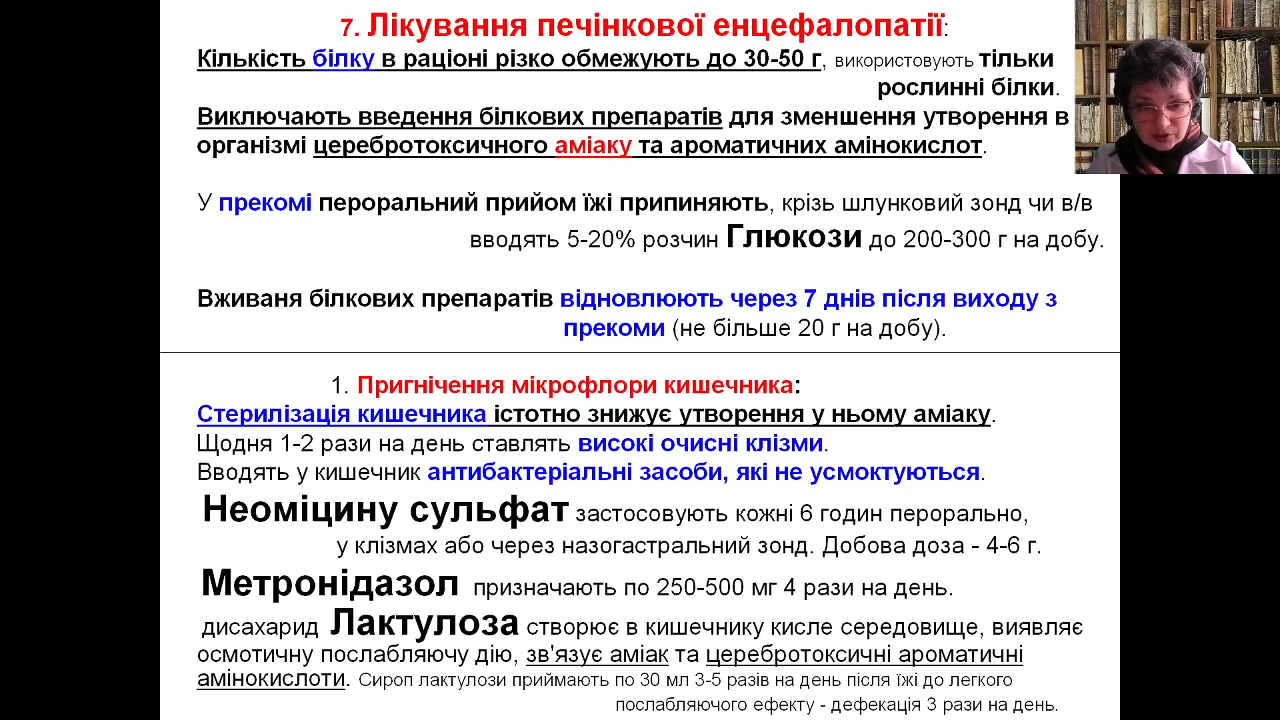 7. Лікування печінкової енцефалопатії:
Кількість білку в раціоні різко обмежують до 30-50 г, використовують тільки
рослинні білки.
Виключають введення білкових препаратів для зменшення утворення в
організмі церебротоксичного аміаку та ароматичних амінокислот.
У прекомі пероральний прийом їжі припиняють, крізь шлунковий зонд чи в/в
вводять 5-20% розчин Глюкози до 200-300 г на добу.
Вживаня білкових препаратів відновлюють через 7 днів після виходу з
прекоми (не більше 20 г на добу).
1. Пригнічення мікрофлори кишечника:
Стерилізація кишечника істотно знижує утворення у ньому аміаку.
Щодня 1-2 рази на день ставлять високі очисні клізми.
Вводять у кишечник антибактеріальні засоби, які не усмоктуються.
Неоміцину сульфат застосовують кожні 6 годин перорально,
у клізмах або через назогастральний зонд. Добова доза - 4-6 г.
Метронідазол призначають по 250-500 мг 4 рази на день.
дисахарид Лактулоза створює в кишечнику кисле середовище, виявляє
осмотичну послабляючу дію, зв'язує аміак та церебротоксичні ароматичні
амінокислоти. Сироп лактулози приймають по 30 мл 3-5 разів на день після їжі до легкого
послабляючого ефекту - дефекація 3 рази на день.